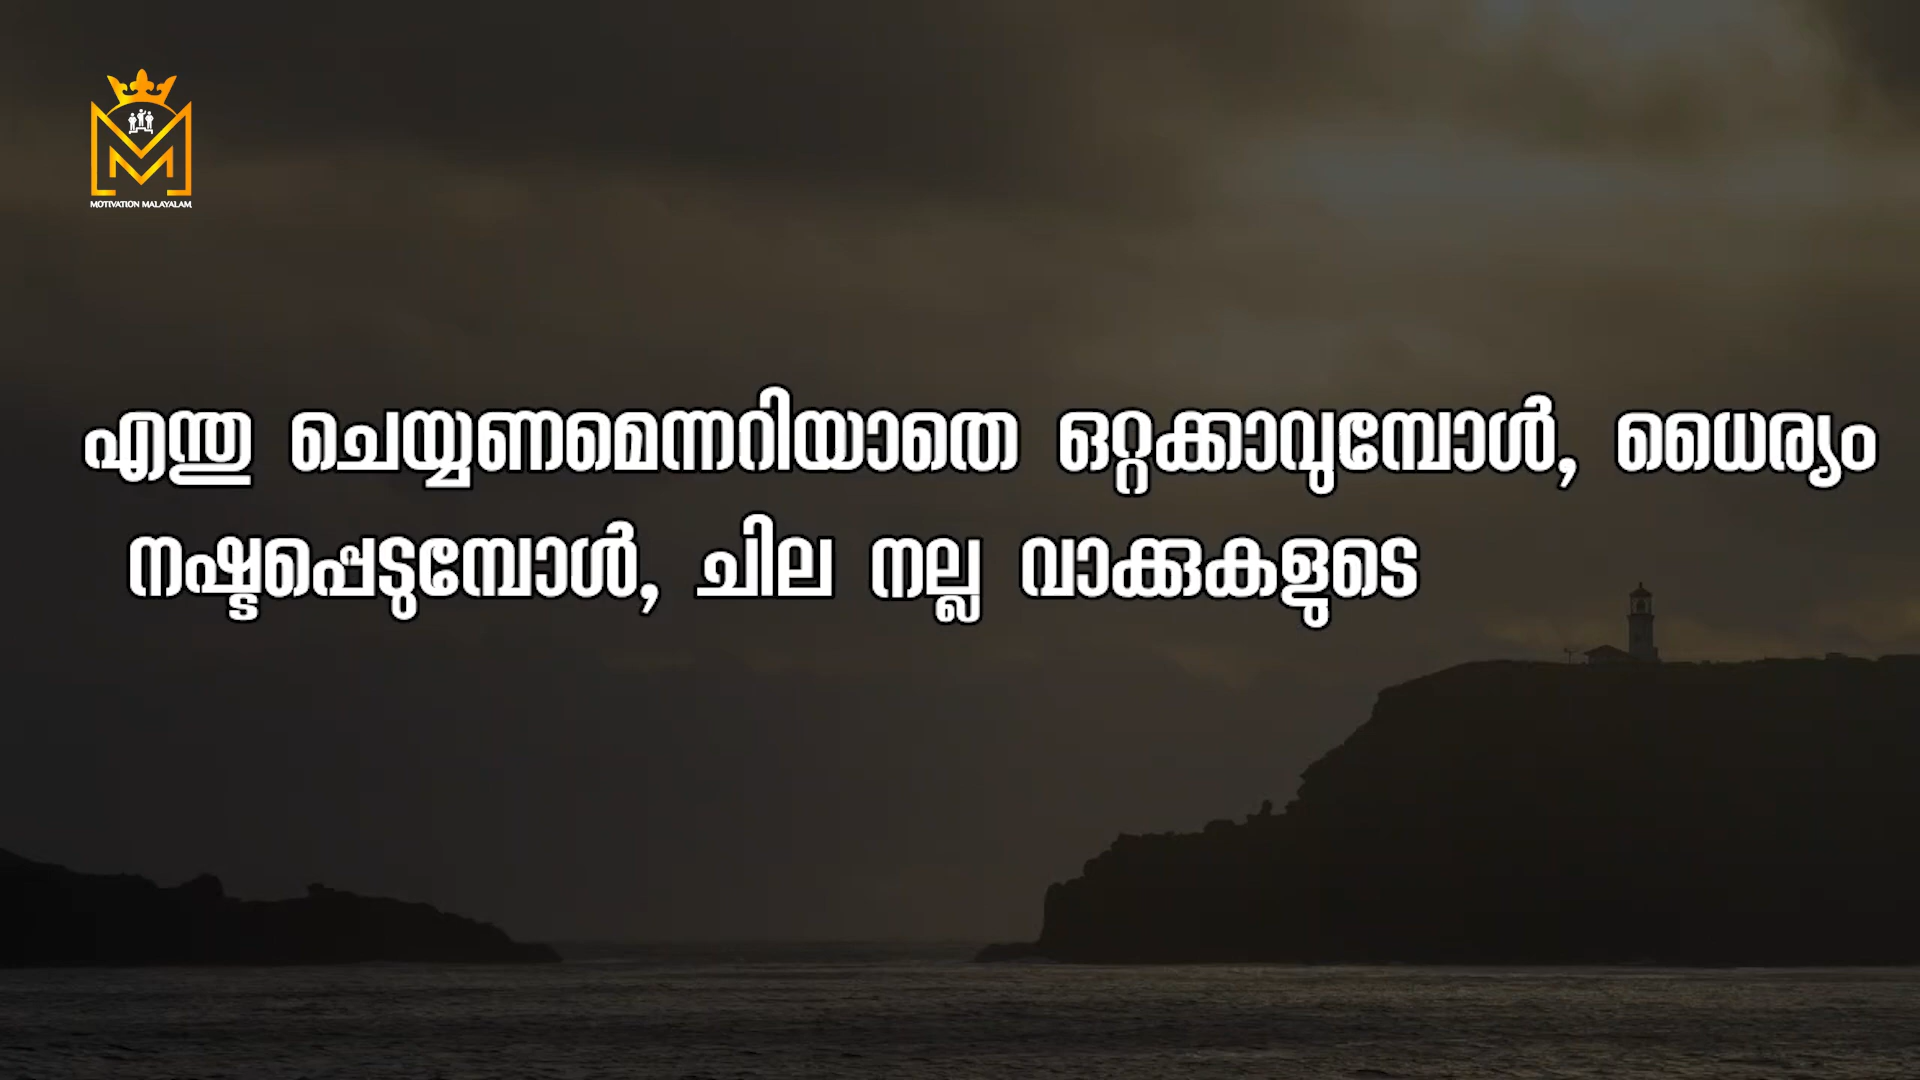 MOTIVATION MALAYALAM
എന്തു ചെയ്യണമെന്നറിയാതെ ഒറ്റക്കാവുമ്പോൾ, ധൈര്യം
നഷ്ടപ്പെടുമ്പോൾ, ചില നല്ല വാക്കുകളുടെ